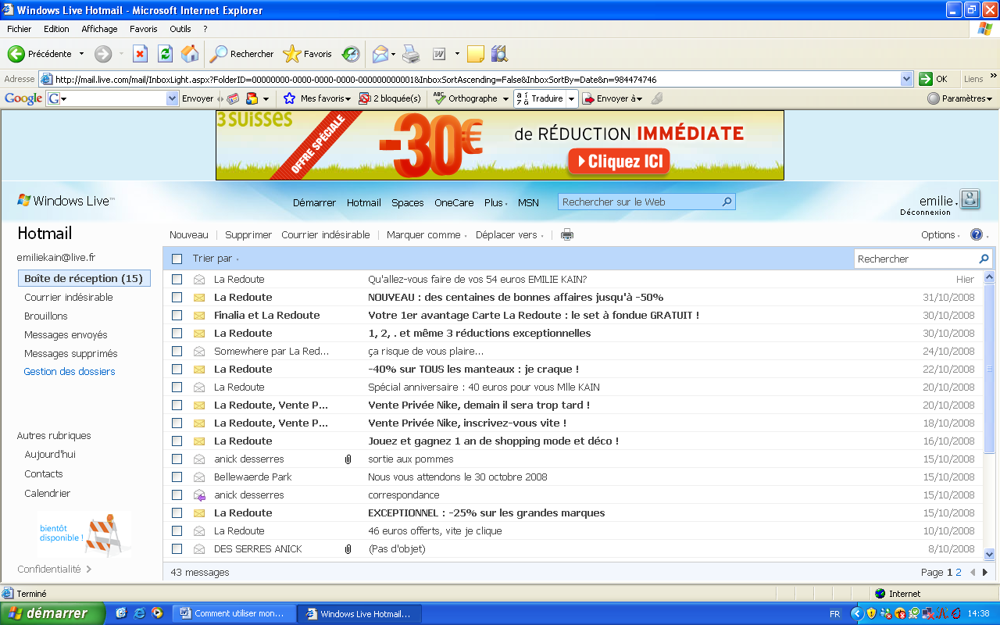 Windows Live Hotmail - Microsoft Internet Explorer
Fichier Edition Affichage Favoris Outils ?
Précédente Rechercher Favoris
Adresse http://mail.live.com/mail/InboxLight.aspx?FolderID=00000000-0000-0000-0000-000000000001&InboxSortAscending=False&InboxSortBy=Date&n=984474746 OK Liens »
Google G Envoyer Mes favoris 2 bloquée(s) Orthographe Traduire Envoyer à Paramètres
3 SUISSES OFFRE SPÉCIALE -30€ de RÉDUCTION IMMÉDIATE
Cliquez ICI
Windows Live™ Démarrer Hotmail Spaces OneCare Plus MSN Rechercher sur le Web emilie
Déconnexion
Hotmail Nouveau Supprimer Courrier indésirable Marquer comme Déplacer vers Options ?
emiliekain@live.fr
Boîte de réception (15)
Courrier indésirable
Brouillons
Messages envoyés
Messages supprimés
Gestion des dossiers
Autres rubriques
Aujourd'hui
Contacts
Calendrier
bientôt
disponible !
Confidentialité
Trier par Rechercher
La Redoute Qu'allez-vous faire de vos 54 euros EMILIE KAIN? Hier
La Redoute NOUVEAU : des centaines de bonnes affaires jusqu'à -50% 31/10/2008
Finalia et La Redoute Votre 1er avantage Carte La Redoute : le set à fondue GRATUIT ! 30/10/2008
La Redoute 1, 2, . et même 3 réductions exceptionnelles 30/10/2008
Somewhere par La Red... ça risque de vous plaire... 24/10/2008
La Redoute -40% sur TOUS les manteaux : je craque ! 22/10/2008
La Redoute Spécial anniversaire : 40 euros pour vous Mlle KAIN 20/10/2008
La Redoute, Vente P... Vente Privée Nike, demain il sera trop tard ! 20/10/2008
La Redoute, Vente P... Vente Privée Nike, inscrivez-vous vite ! 18/10/2008
La Redoute Jouez et gagnez 1 an de shopping mode et déco ! 16/10/2008
anick desserres sortie aux pommes 15/10/2008
Bellewaerde Park Nous vous attendons le 30 octobre 2008 15/10/2008
anick desserres correspondance 15/10/2008
La Redoute EXCEPTIONNEL : -25% sur les grandes marques 15/10/2008
La Redoute 46 euros offerts, vite je clique 10/10/2008
DES SERRES ANICK (Pas d'objet) 8/10/2008
43 messages Page 1 2
Terminé Internet
démarrer Comment utiliser mon... Windows Live Hotmail... FR 14:38